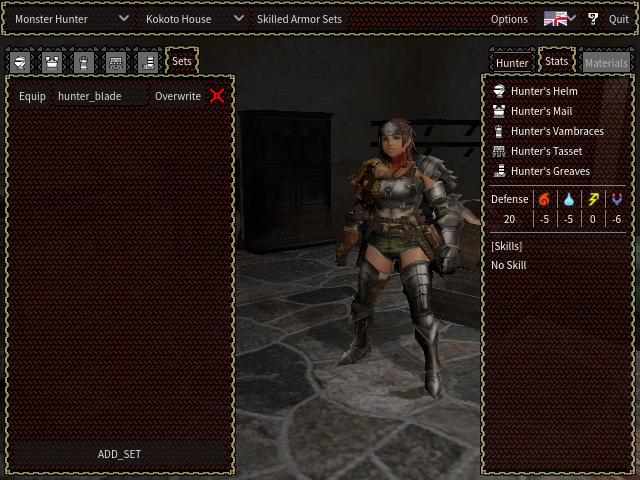 Monster Hunter Kokoto House Skilled Armor Sets Options ? Quit
Sets
Equip hunter_blade Overwrite
ADD_SET
Hunter Stats Materials
Hunter's Helm
Hunter's Mail
Hunter's Vambraces
Hunter's Tasset
Hunter's Greaves
Defense
20 -5 -5 0 -6
[Skills]
No Skill